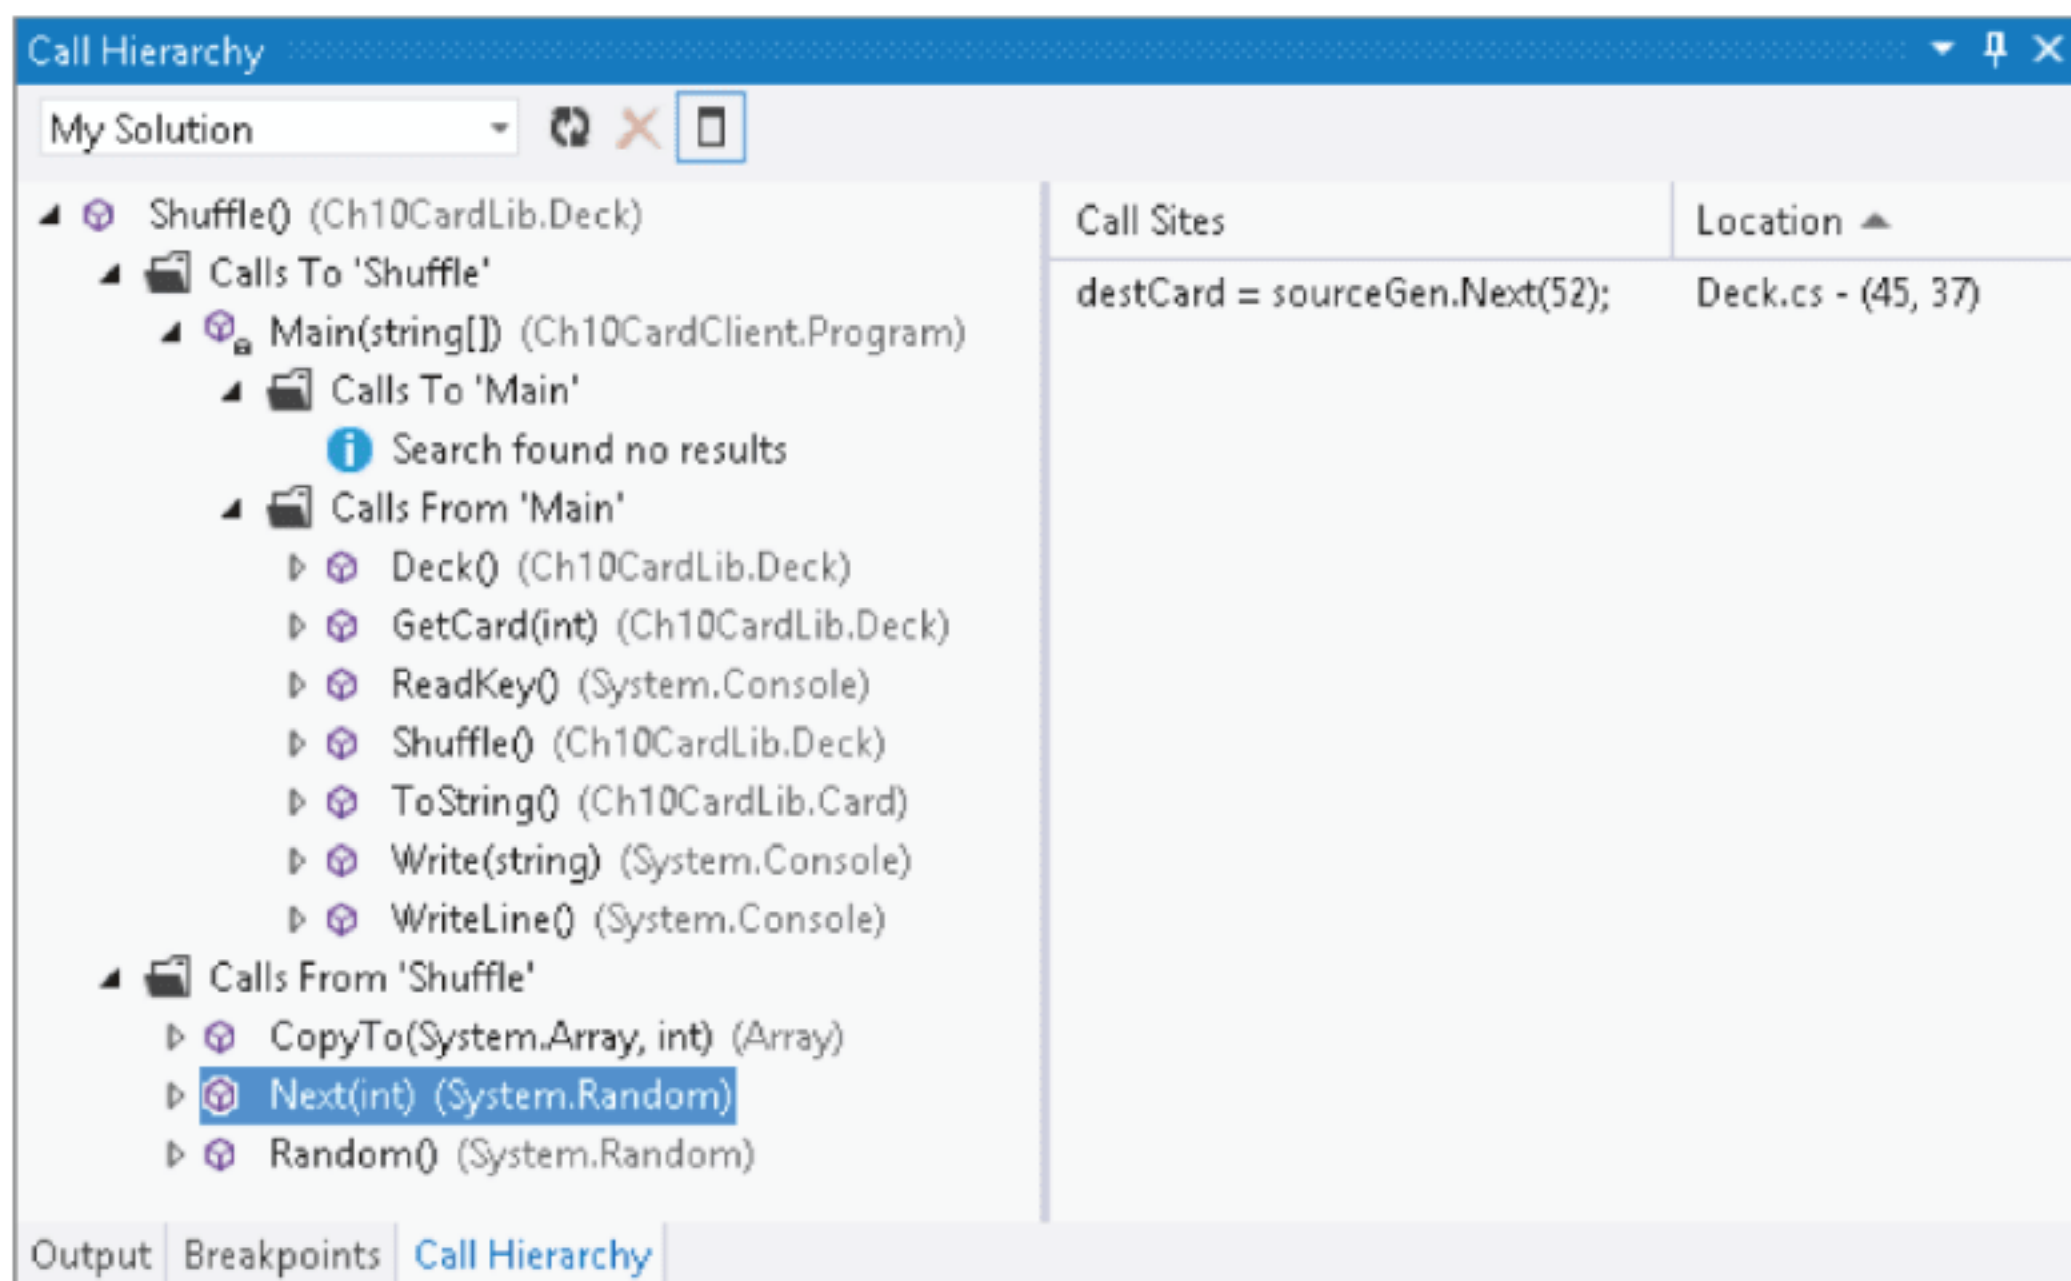 Call Hierarchy
My Solution
Shuffle() (Ch10CardLib.Deck)
Calls To 'Shuffle'
Main(string[]) (Ch10CardClient.Program)
Calls To 'Main'
Search found no results
Calls From 'Main'
Deck() (Ch10CardLib.Deck)
GetCard(int) (Ch10CardLib.Deck)
ReadKey() (System.Console)
Shuffle() (Ch10CardLib.Deck)
ToString() (Ch10CardLib.Card)
Write(string) (System.Console)
WriteLine() (System.Console)
Calls From 'Shuffle'
CopyTo(System.Array, int) (Array)
Next(int) (System.Random)
Random() (System.Random)
Call Sites Location
destCard = sourceGen.Next(52); Deck.cs - (45, 37)
Output Breakpoints Call Hierarchy